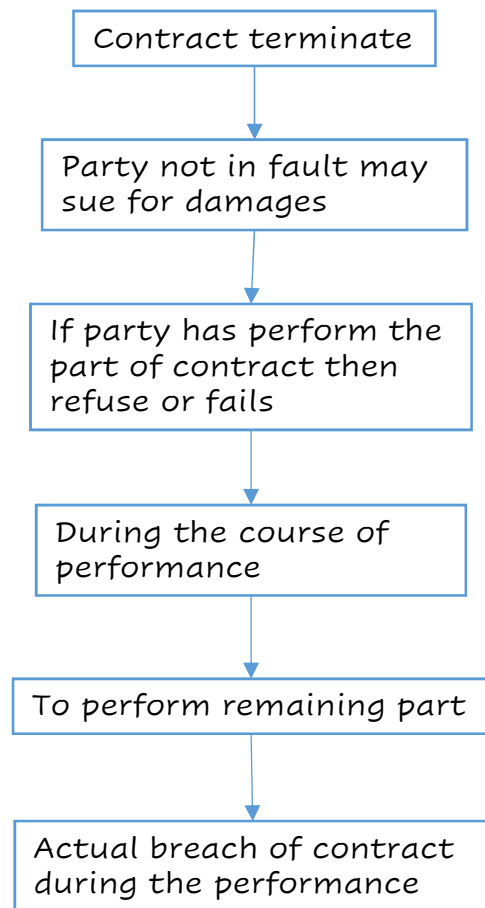 Contract terminate
Party not in fault may
sue for damages
If party has perform the
part of contract then
refuse or fails
During the course of
performance
To perform remaining part
Actual breach of contract
during the performance